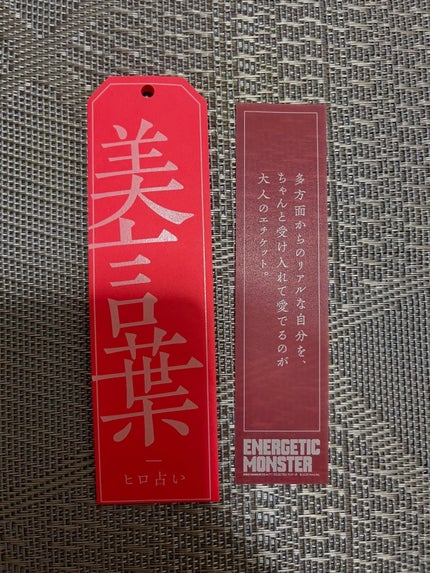 美言葉
ヒロ占い
多方面からのリアルな自分を、
ちゃんと受け入れて愛でるのが
大人のエチケット。
ENERGETIC
MONSTER